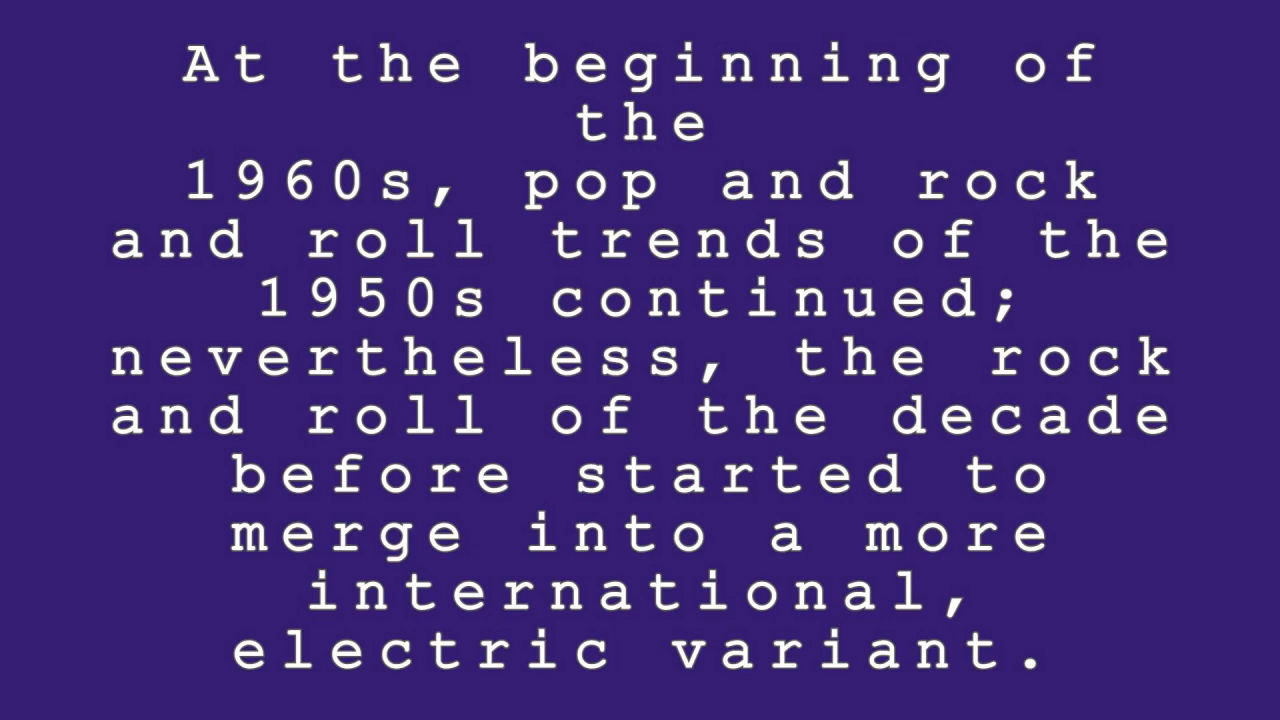 At the beginning of
the
1960s, pop and rock
and roll trends of the
1950s continued;
nevertheless, the rock
and roll of the decade
before started to
merge into a more
international,
electric variant.